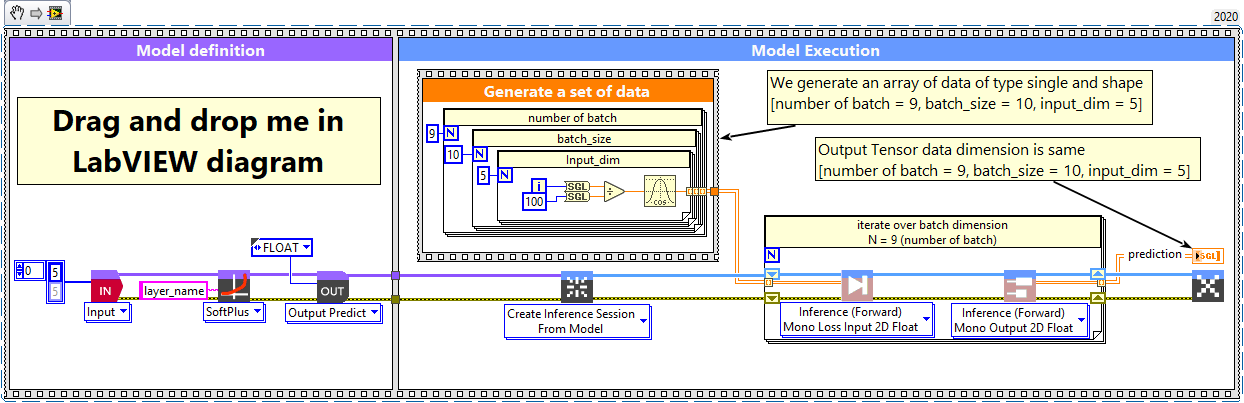 2020
Model definition
Model Execution
Drag and drop me in
LabVIEW diagram
Generate a set of data
number of batch
9
N
batch_size
10
N
Input_dim
5
N
i
100
SGL
SGL
÷
COS
We generate an array of data of type single and shape
[number of batch = 9, batch_size = 10, input_dim = 5]
Output Tensor data dimension is same
[number of batch = 9, batch_size = 10, input_dim = 5]
iterate over batch dimension
N = 9 (number of batch)
N
prediction
SGL
0
5
5
IN
Input
layer_name
SoftPlus
FLOAT
OUT
Output Predict
Create Inference Session
From Model
Inference (Forward)
Mono Loss Input 2D Float
Inference (Forward)
Mono Output 2D Float